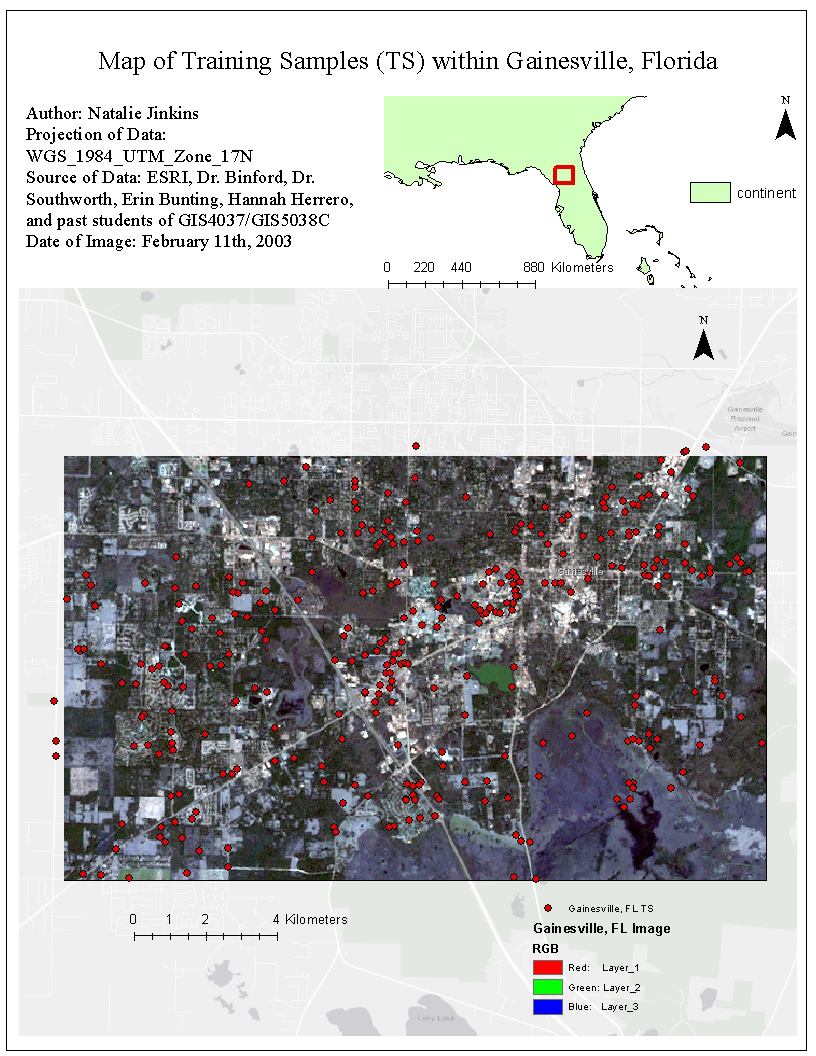 Map of Training Samples (TS) within Gainesville, Florida
Author: Natalie Jinkins
Projection of Data:
WGS_1984_UTM_Zone_17N
Source of Data: ESRI, Dr. Binford, Dr.
Southworth, Erin Bunting, Hannah Herrero,
and past students of GIS4037/GIS5038C
Date of Image: February 11th, 2003
N
continent
0 220 440 880 Kilometers
N
Gainesville
Regional
Airport
Gain
Gainesville
0 1 2 4 Kilometers
Gainesville, FL TS
Gainesville, FL Image
RGB
Red: Layer_1
Green: Layer_2
Blue: Layer_3
Levy Lake